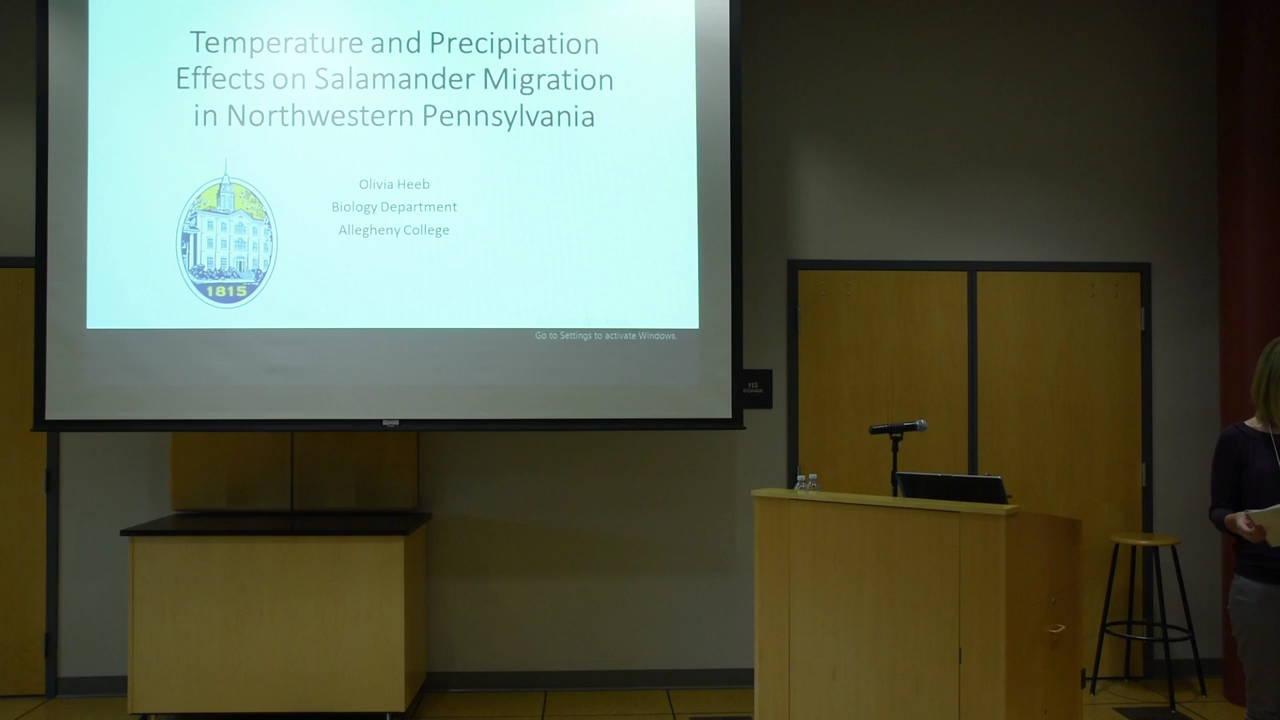 Temperature and Precipitation
Effects on Salamander Migration
in Northwestern Pennsylvania
Olivia Heeb
Biology Department
Allegheny College
1815
Go to Settings to activate Windows.
113